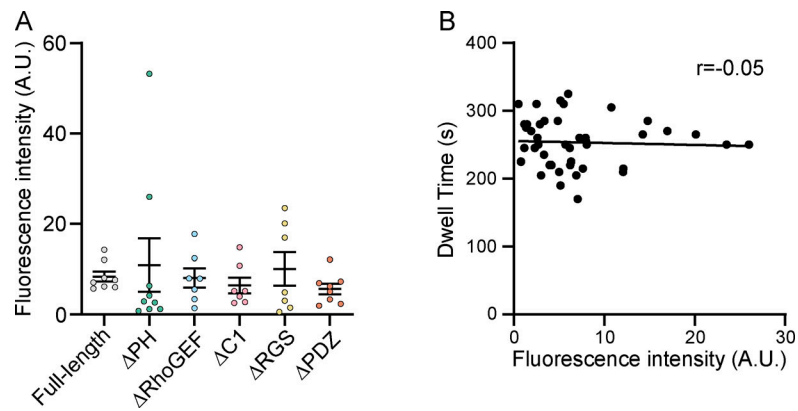 A
Fluorescence intensity (A.U.)
60
40
20
0
Full-length
ΔPH
ΔRhoGEF
ΔC1
ΔRGS
ΔPDZ
B
Dwell Time (s)
400
300
200
100
0
r=-0.05
0
10
20
30
Fluorescence intensity (A.U.)